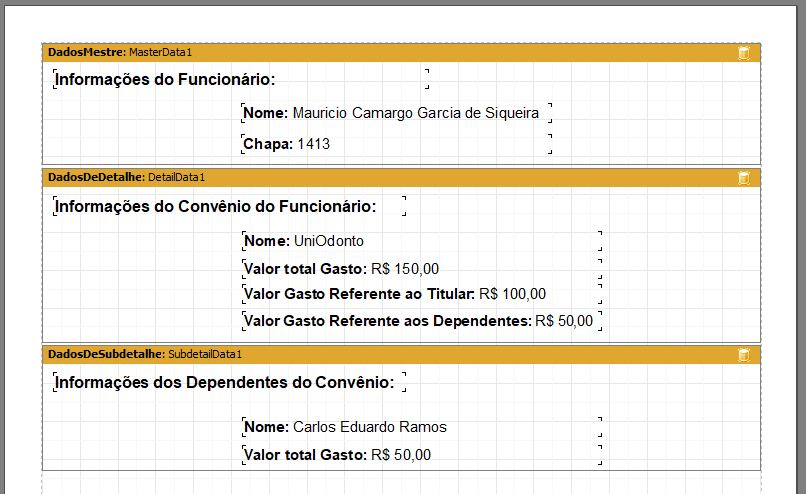 DadosMestre: MasterData1
Informações do Funcionário:
Nome: Mauricio Camargo Garcia de Siqueira
Chapa: 1413
DadosDeDetalhe: DetailData1
Informações do Convênio do Funcionário:
Nome: UniOdonto
Valor total Gasto: R$ 150,00
Valor Gasto Referente ao Titular: R$ 100,00
Valor Gasto Referente aos Dependentes: R$ 50,00
DadosDeSubdetalhe: SubdetailData1
Informações dos Dependentes do Convênio:
Nome: Carlos Eduardo Ramos
Valor total Gasto: R$ 50,00